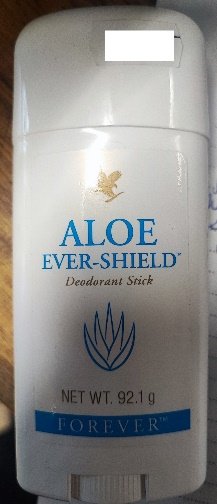 ALOE
EVER-SHIELD®
Deodorant Stick
NET WT. 92.1 g
FOREVER™